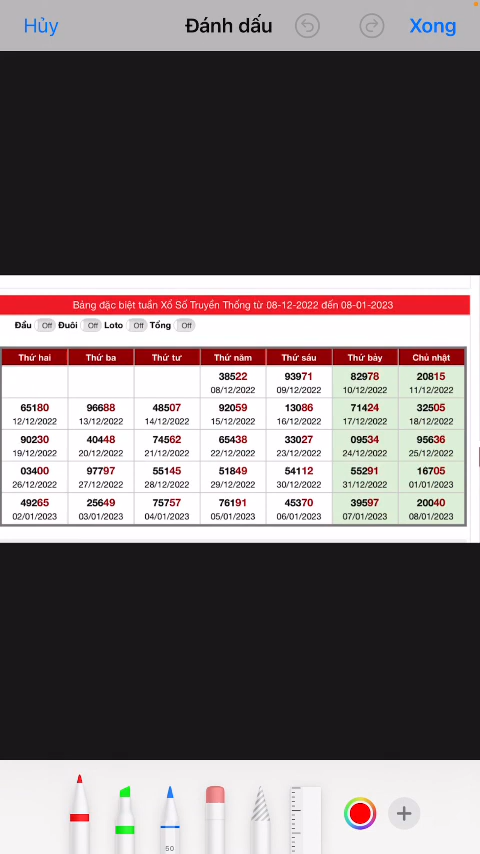 Hủy Đánh dấu Xong
Bảng đặc biệt tuần Xổ Số Truyền Thống từ 08-12-2022 đến 08-01-2023
Đầu Off Đuôi Off Loto Off Tổng Off
Thứ hai Thứ ba Thứ tư Thứ năm Thứ sáu Thứ bảy Chủ nhật
38522 93971 82978 20815
08/12/2022 09/12/2022 10/12/2022 11/12/2022
65180 96688 48507 92059 13086 71424 32505
12/12/2022 13/12/2022 14/12/2022 15/12/2022 16/12/2022 17/12/2022 18/12/2022
90230 40448 74562 65438 33027 09534 95636
19/12/2022 20/12/2022 21/12/2022 22/12/2022 23/12/2022 24/12/2022 25/12/2022
03400 97797 55145 51849 54112 55291 16705
26/12/2022 27/12/2022 28/12/2022 29/12/2022 30/12/2022 31/12/2022 01/01/2023
49265 25649 75757 76191 45370 39597 20040
02/01/2023 03/01/2023 04/01/2023 05/01/2023 06/01/2023 07/01/2023 08/01/2023
50